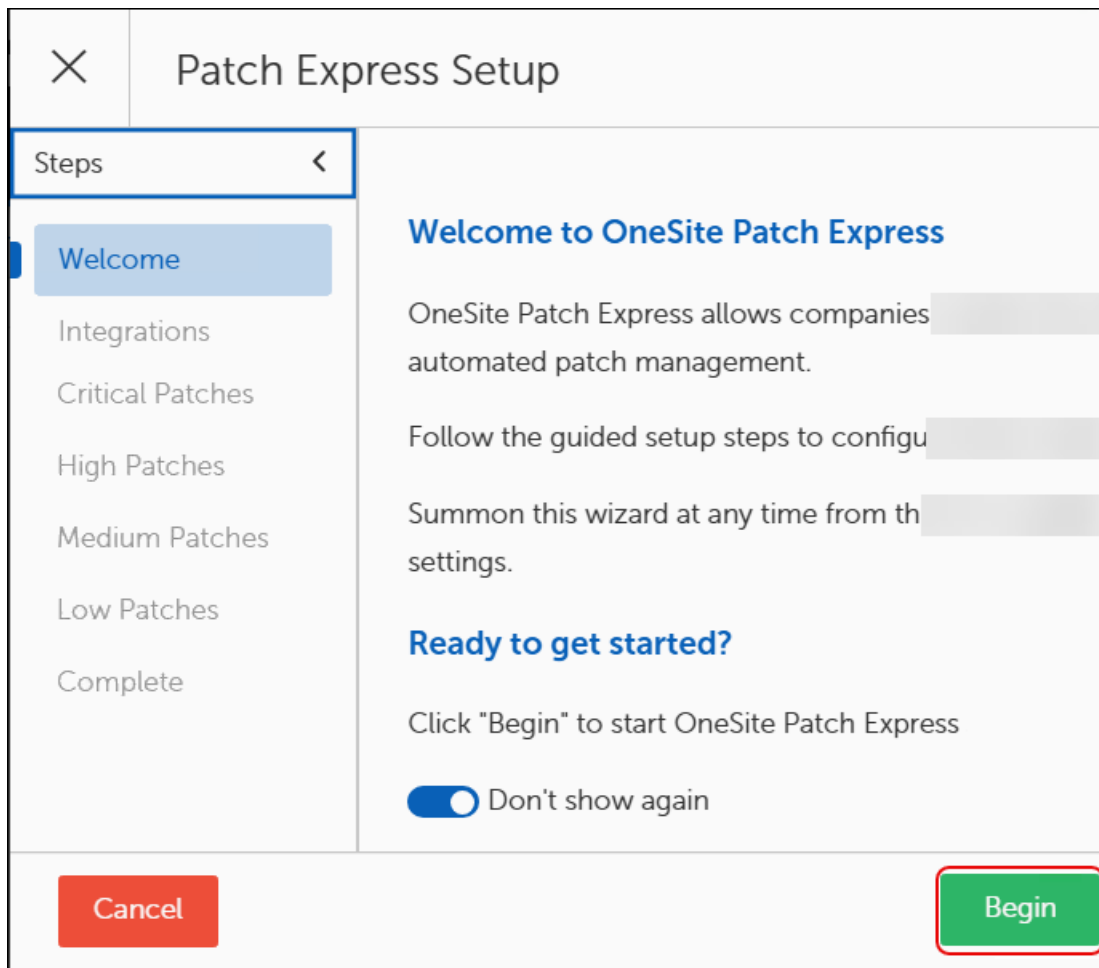 Patch Express Setup
Steps
Welcome
Integrations
Critical Patches
High Patches
Medium Patches
Low Patches
Complete
Welcome to OneSite Patch Express
OneSite Patch Express allows companies
automated patch management.
Follow the guided setup steps to configu
Summon this wizard at any time from th
settings.
Ready to get started?
Click "Begin" to start OneSite Patch Express
Don't show again
Cancel
Begin